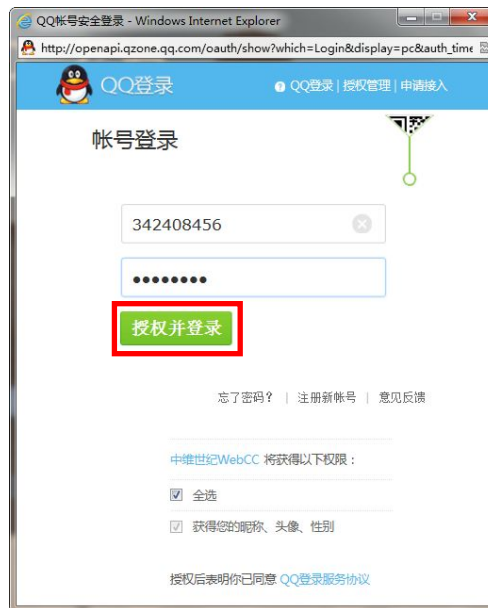 QQ帐号安全登录 - Windows Internet Explorer
http://openapi.qzone.qq.com/oauth/show?which=Login&display=pc&auth_time
QQ登录
? QQ登录 | 授权管理 | 申请接入
帐号登录
342408456
••••••••
授权并登录
忘了密码? | 注册新帐号 | 意见反馈
中维世纪WebCC 将获得以下权限:
全选
获得您的昵称、头像、性别
授权后表明你已同意 QQ登录服务协议